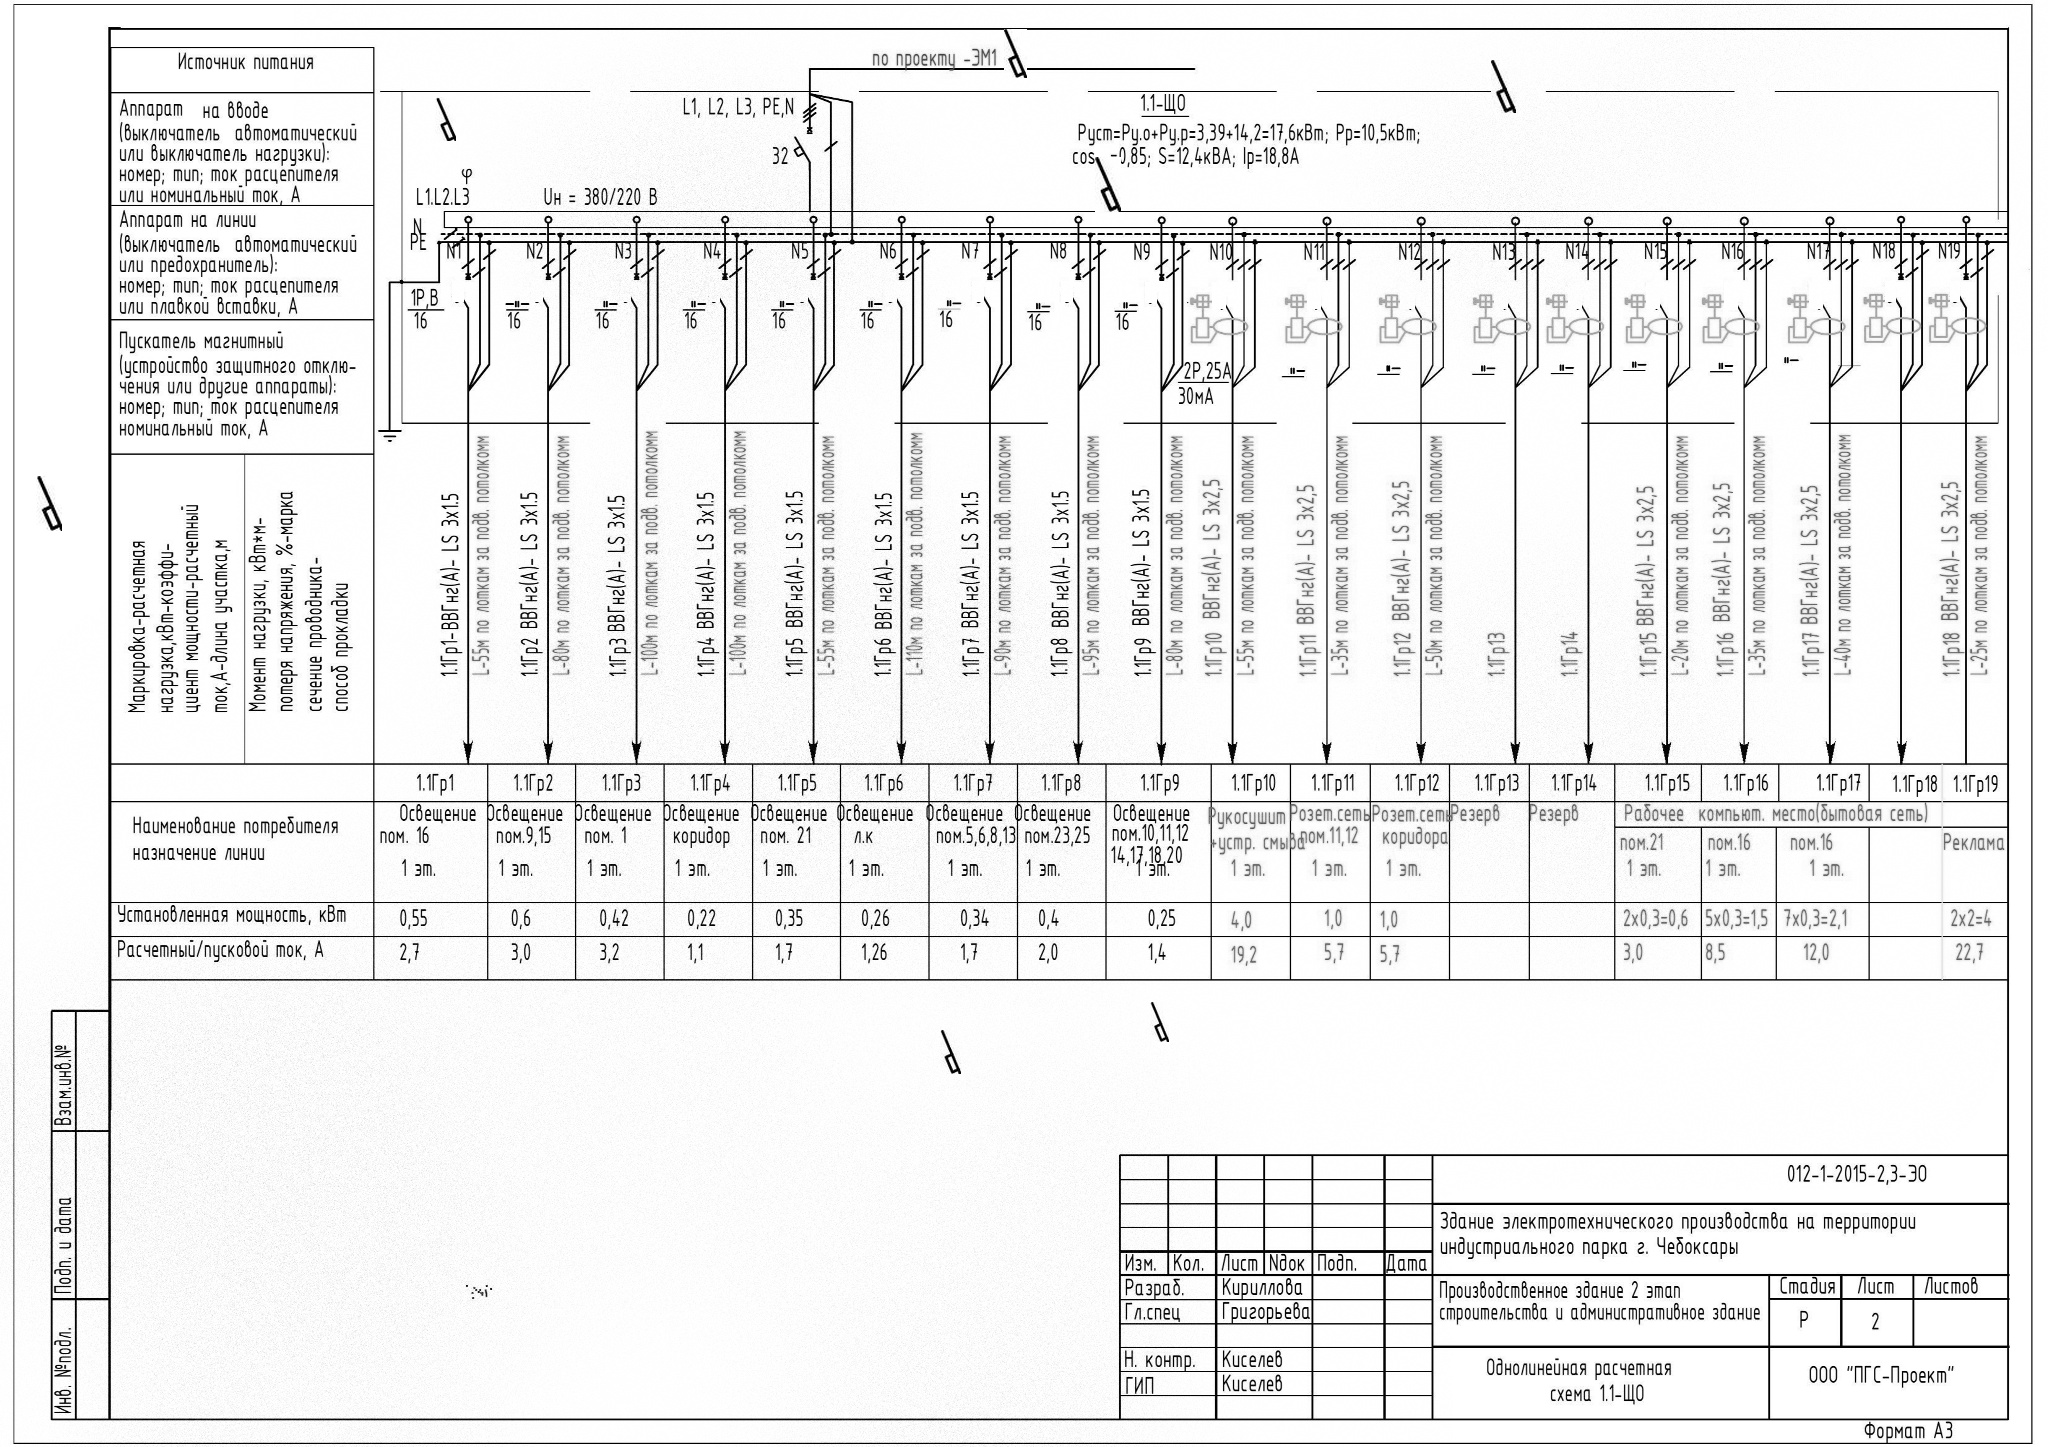 Источник питания
Аппарат на вводе
(выключатель автоматический
или выключатель нагрузки):
номер; тип; ток расцепителя
или номинальный ток, А
Аппарат на линии
(выключатель автоматический
или предохранитель):
номер; тип; ток расцепителя
или плавкой вставки, А
Пускатель магнитный
(устройство защитного отклю-
чения или другие аппараты):
номер; тип; ток расцепителя
номинальный ток, А
Маркировка-расчетная
нагрузка,кВт-коэффи-
циент мощности-расчетный
ток,А-длина участка,м
Момент нагрузки, кВт*м-
потеря напряжения, %-марка
сечение проводника-
способ прокладки
по проекту -ЭМ1
L1, L2, L3, PE,N
32
1.1-ЩО
Руст=Ру.о+Ру.р=3,39+14,2=17,6кВт; Рр=10,5кВт;
cos -0,85; S=12,4кВА; Iр=18,8А
φ
L1.L2.L3
Uн = 380/220 В
N
PE
N1 N2 N3 N4 N5 N6 N7 N8 N9 N10 N11 N12 N13 N14 N15 N16 N17 N18 N19
1Р,В
16
-"-
16
-"-
16
-"-
16
"-
16
"-
16
"-
16
"-
16
"-
16
2Р,25А
30мА
"-
"-
"-
"-
"-
"-
"-
1.1Гр1-ВВГнг(А)- LS 3х1.5
L-55м по лоткам за подв. потолкомм
1.1Гр2 ВВГнг(А)- LS 3х1.5
L-80м по лоткам за подв. потолкомм
1.1Гр3 ВВГнг(А)- LS 3х1.5
L-100м по лоткам за подв. потолкомм
1.1Гр4 ВВГнг(А)- LS 3х1.5
L-100м по лоткам за подв. потолкомм
1.1Гр5 ВВГнг(А)- LS 3х1.5
L-55м по лоткам за подв. потолкомм
1.1Гр6 ВВГнг(А)- LS 3х1.5
L-110м по лоткам за подв. потолкомм
1.1Гр7 ВВГнг(А)- LS 3х1.5
L-90м по лоткам за подв. потолкомм
1.1Гр8 ВВГнг(А)- LS 3х1.5
L-95м по лоткам за подв. потолкомм
1.1Гр9 ВВГнг(А)- LS 3х1.5
L-80м по лоткам за подв. потолкомм
1.1Гр10 ВВГнг(А)- LS 3х2,5
L-55м по лоткам за подв. потолкомм
1.1Гр11 ВВГнг(А)- LS 3х2,5
L-35м по лоткам за подв. потолкомм
1.1Гр12 ВВГнг(А)- LS 3х2,5
L-50м по лоткам за подв. потолкомм
1.1Гр13
1.1Гр14
1.1Гр15 ВВГнг(А)- LS 3х2,5
L-20м по лоткам за подв. потолкомм
1.1Гр16 ВВГнг(А)- LS 3х2,5
L-35м по лоткам за подв. потолкомм
1.1Гр17 ВВГнг(А)- LS 3х2,5
L-40м по лоткам за подв. потолкомм
1.1Гр18 ВВГнг(А)- LS 3х2,5
L-25м по лоткам за подв. потолкомм
1.1Гр1 1.1Гр2 1.1Гр3 1.1Гр4 1.1Гр5 1.1Гр6 1.1Гр7 1.1Гр8 1.1Гр9 1.1Гр10 1.1Гр11 1.1Гр12 1.1Гр13 1.1Гр14 1.1Гр15 1.1Гр16 1.1Гр17 1.1Гр18 1.1Гр19
Наименование потребителя
назначение линии
Освещение
пом. 16
1 эт.
Освещение
пом.9,15
1 эт.
Освещение
пом. 1
1 эт.
Освещение
коридор
1 эт.
Освещение
пом. 21
1 эт.
Освещение
л.к
1 эт.
Освещение
пом.5,6,8,13
1 эт.
Освещение
пом.23,25
1 эт.
Освещение
пом.10,11,12
14,17,18,20
1 эт.
Рукосушит
+устр. смыва
1 эт.
Розет.сеть
пом.11,12
1 эт.
Розет.сеть
коридора
1 эт.
Резерв
Резерв
Рабочее компьют. место(бытовая сеть)
пом.21
1 эт.
пом.16
1 эт.
пом.16
1 эт.
Реклама
Установленная мощность, кВт 0,55 0,6 0,42 0,22 0,35 0,26 0,34 0,4 0,25 4,0 1,0 1,0 2х0,3=0,6 5х0,3=1,5 7х0,3=2,1 2х2=4
Расчетный/пусковой ток, А 2,7 3,0 3,2 1,1 1,7 1,26 1,7 2,0 1,4 19,2 5,7 5,7 3,0 8,5 12,0 22,7
Взам.инв.№
Подп. и дата
Инв. №подл.
012-1-2015-2,3-ЭО
Здание электротехнического производства на территории
индустриального парка г. Чебоксары
Изм. Кол. Лист Nдок Подп. Дата
Разраб. Кириллова
Гл.спец Григорьева
Н. контр. Киселев
ГИП Киселев
Производственное здание 2 этап
строительства и административное здание
Стадия Лист Листов
Р 2
Однолинейная расчетная
схема 1.1-ЩО
ООО "ПГС-Проект"
Формат А3